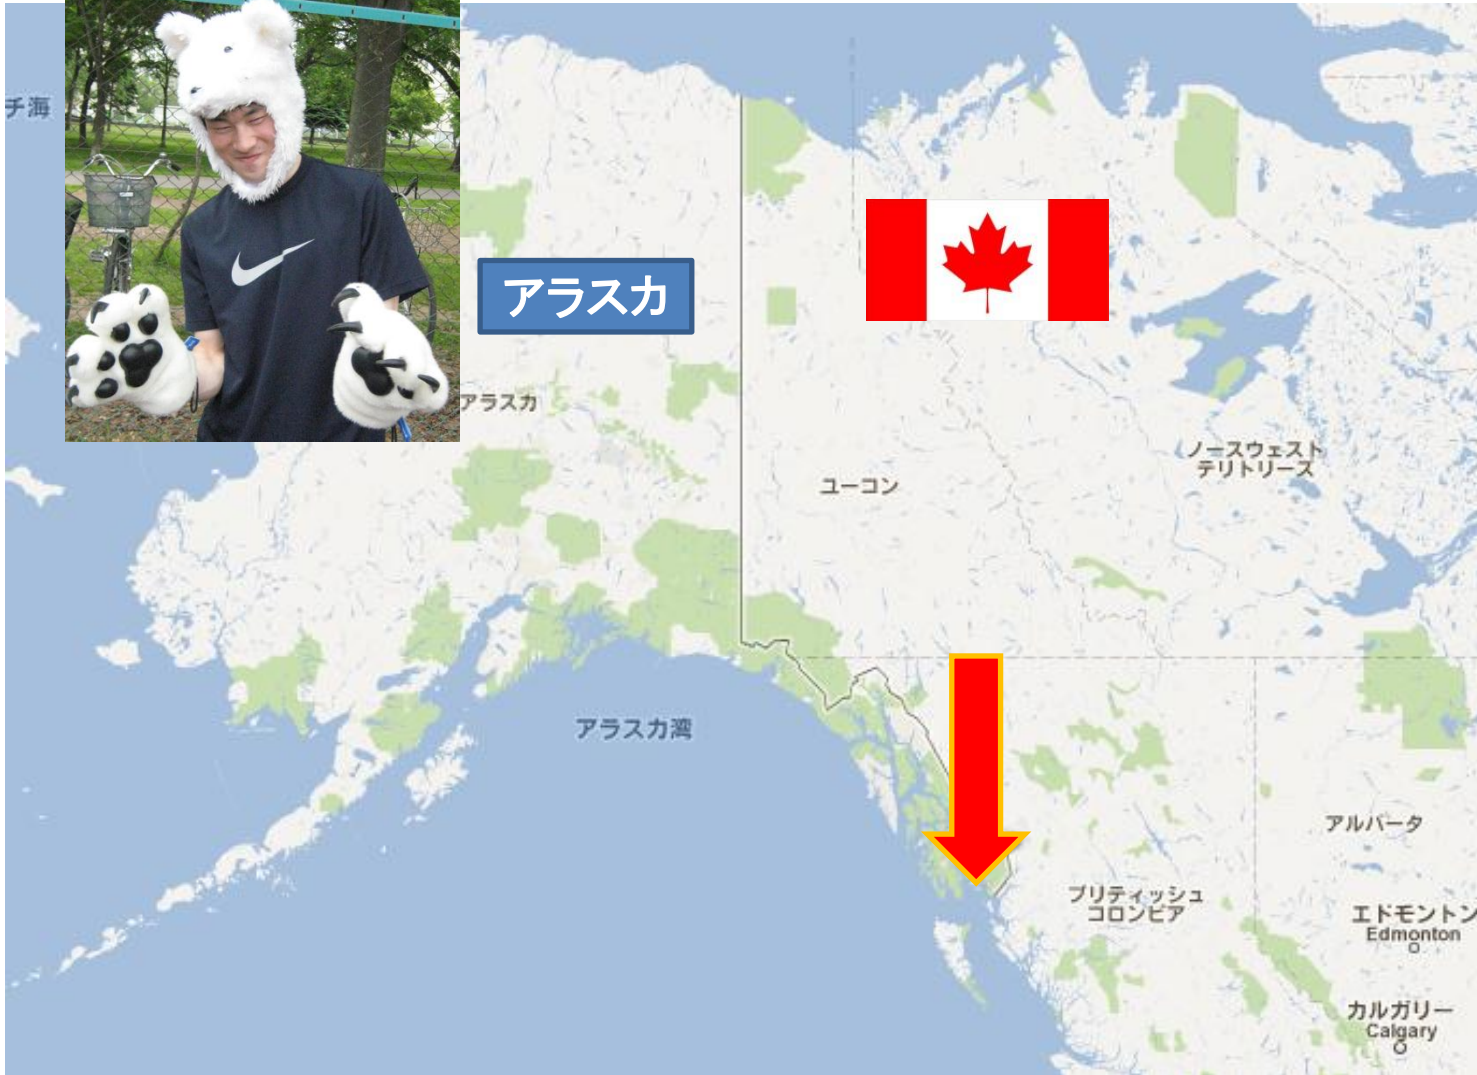 チ海
アラスカ
アラスカ
ユーコン
ノースウェスト
テリトリーズ
アラスカ湾
アルバータ
ブリティッシュ
コロンビア
エドモントン
Edmonton
カルガリー
Calgary